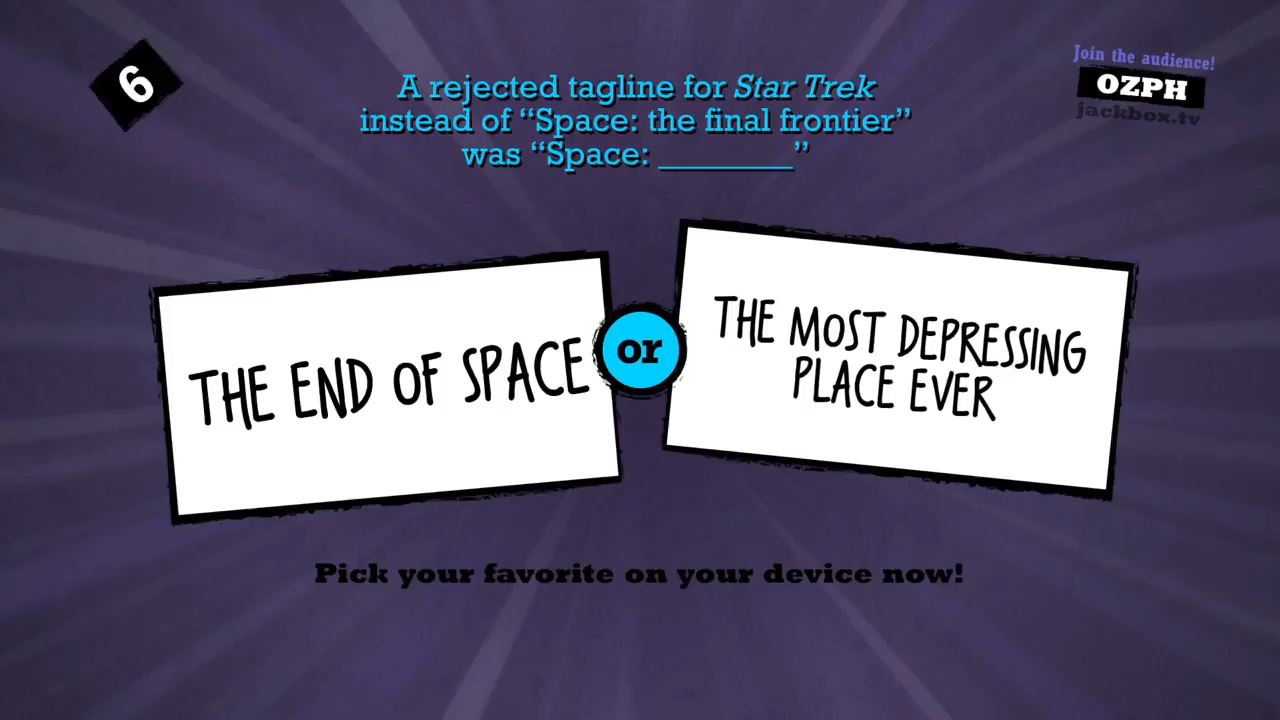 6
Join the audience!
OZPH
jackbox.tv
A rejected tagline for Star Trek
instead of “Space: the final frontier”
was “Space: ________”
THE END OF SPACE
or
THE MOST DEPRESSING
PLACE EVER
Pick your favorite on your device now!